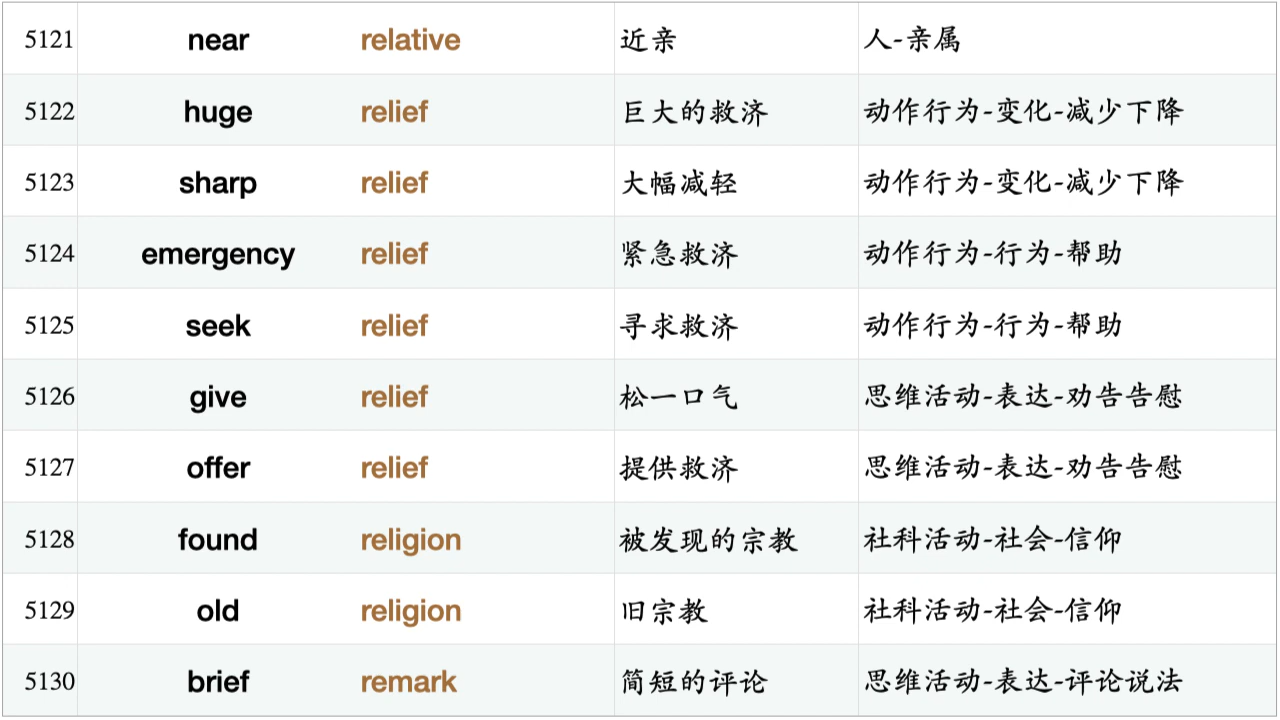 5121 near relative 近亲 人-亲属
5122 huge relief 巨大的救济 动作行为-变化-减少下降
5123 sharp relief 大幅减轻 动作行为-变化-减少下降
5124 emergency relief 紧急救济 动作行为-行为-帮助
5125 seek relief 寻求救济 动作行为-行为-帮助
5126 give relief 松一口气 思维活动-表达-劝告告慰
5127 offer relief 提供救济 思维活动-表达-劝告告慰
5128 found religion 被发现的宗教 社科活动-社会-信仰
5129 old religion 旧宗教 社科活动-社会-信仰
5130 brief remark 简短的评论 思维活动-表达-评论说法